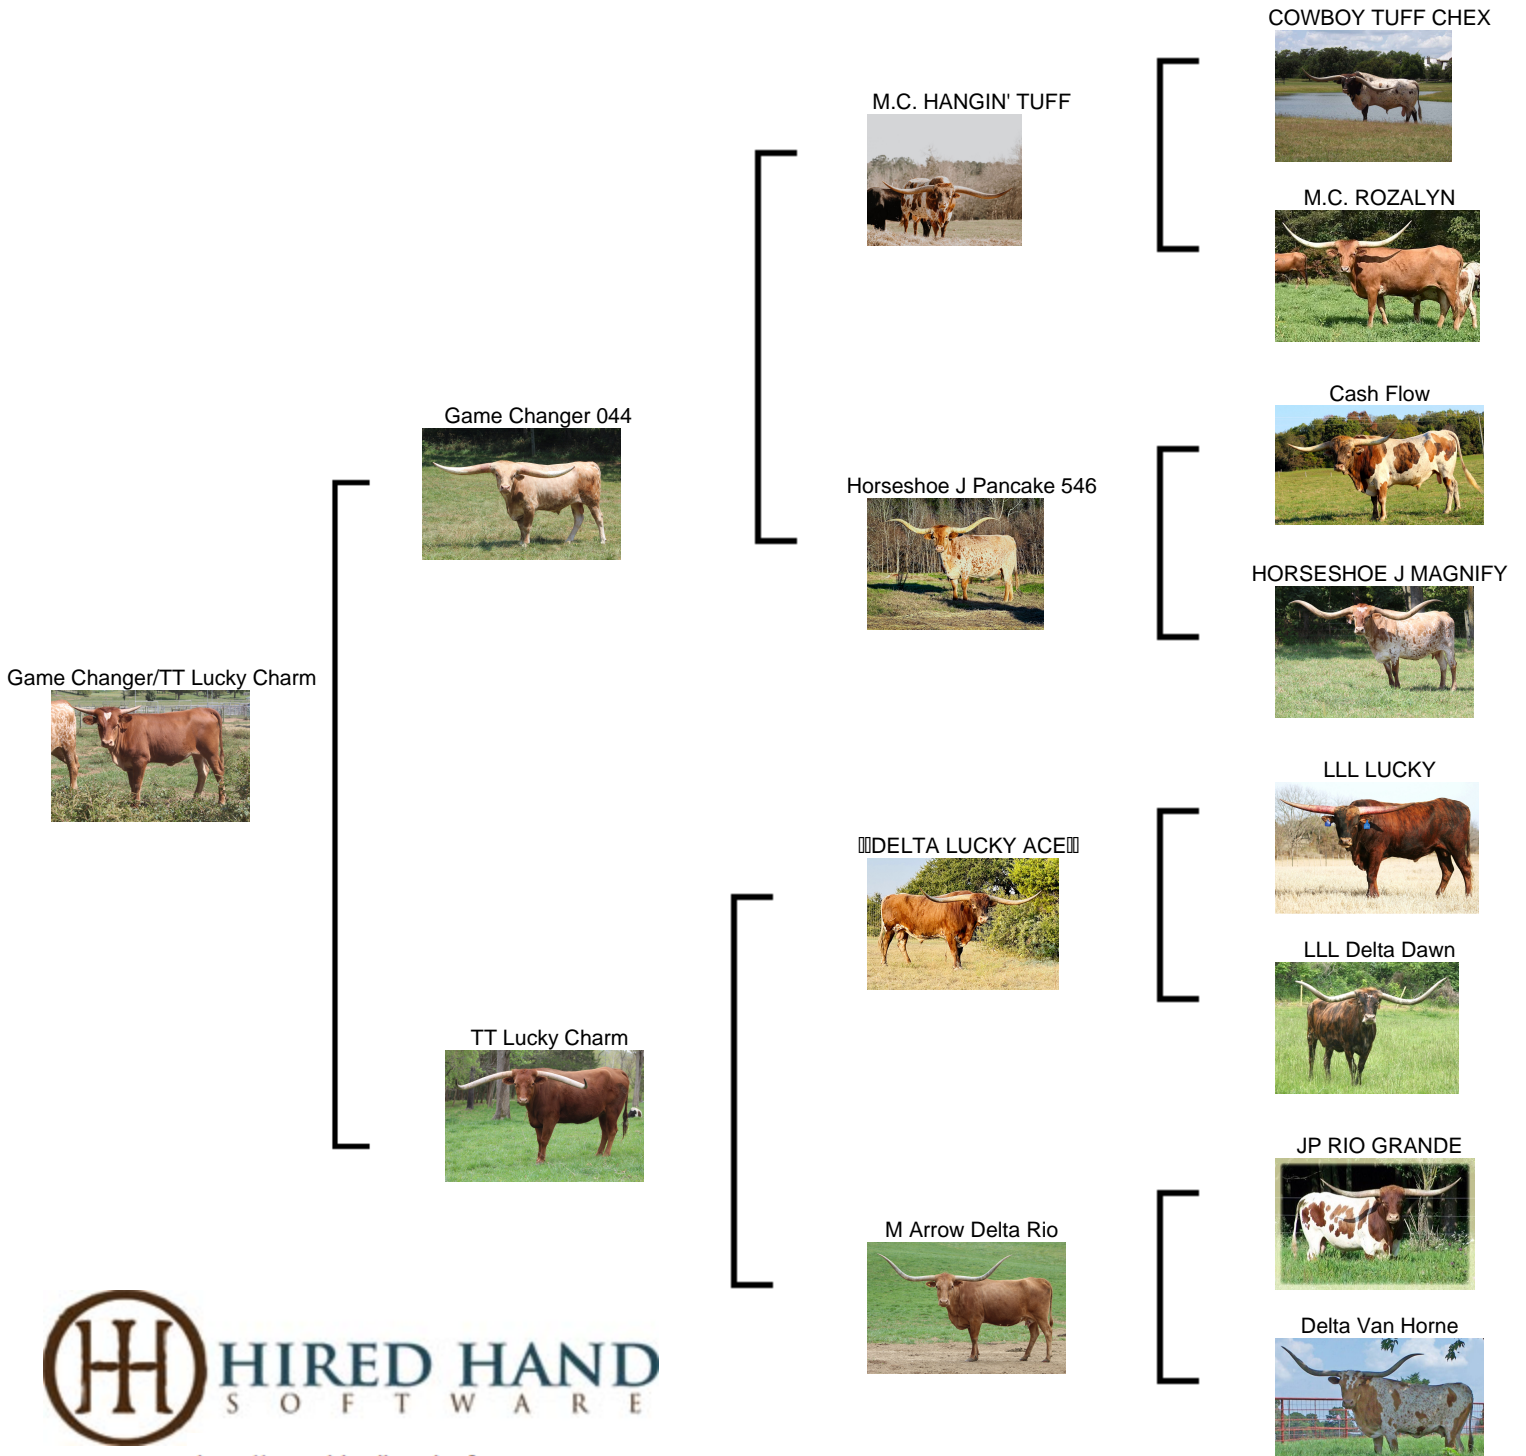 COWBOY TUFF CHEX
M.C. HANGIN' TUFF
M.C. ROZALYN
Cash Flow
Game Changer 044
Horseshoe J Pancake 546
HORSESHOE J MAGNIFY
Game Changer/TT Lucky Charm
LLL LUCKY
DELTA LUCKY ACE
LLL Delta Dawn
TT Lucky Charm
JP RIO GRANDE
M Arrow Delta Rio
Delta Van Horne
HIRED HAND
SOFTWARE